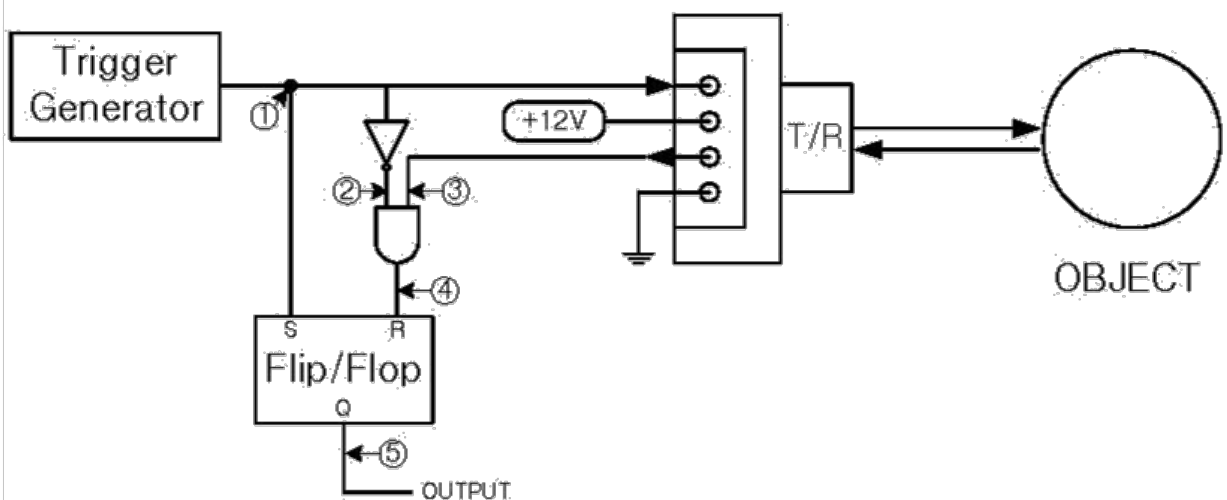 Trigger
Generator
①
+12V
T/R
②
③
OBJECT
④
S
R
Flip/Flop
Q
⑤
OUTPUT